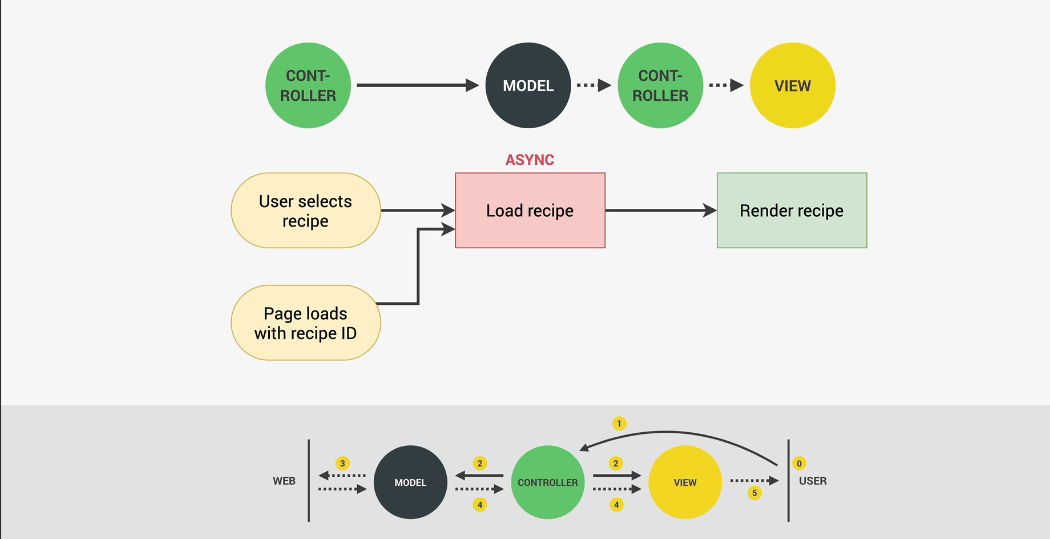 CONT-
ROLLER
MODEL
CONT-
ROLLER
VIEW
ASYNC
User selects
recipe
Load recipe
Render recipe
Page loads
with recipe ID
1
WEB
3
MODEL
2
4
CONTROLLER
2
4
VIEW
5
0
USER